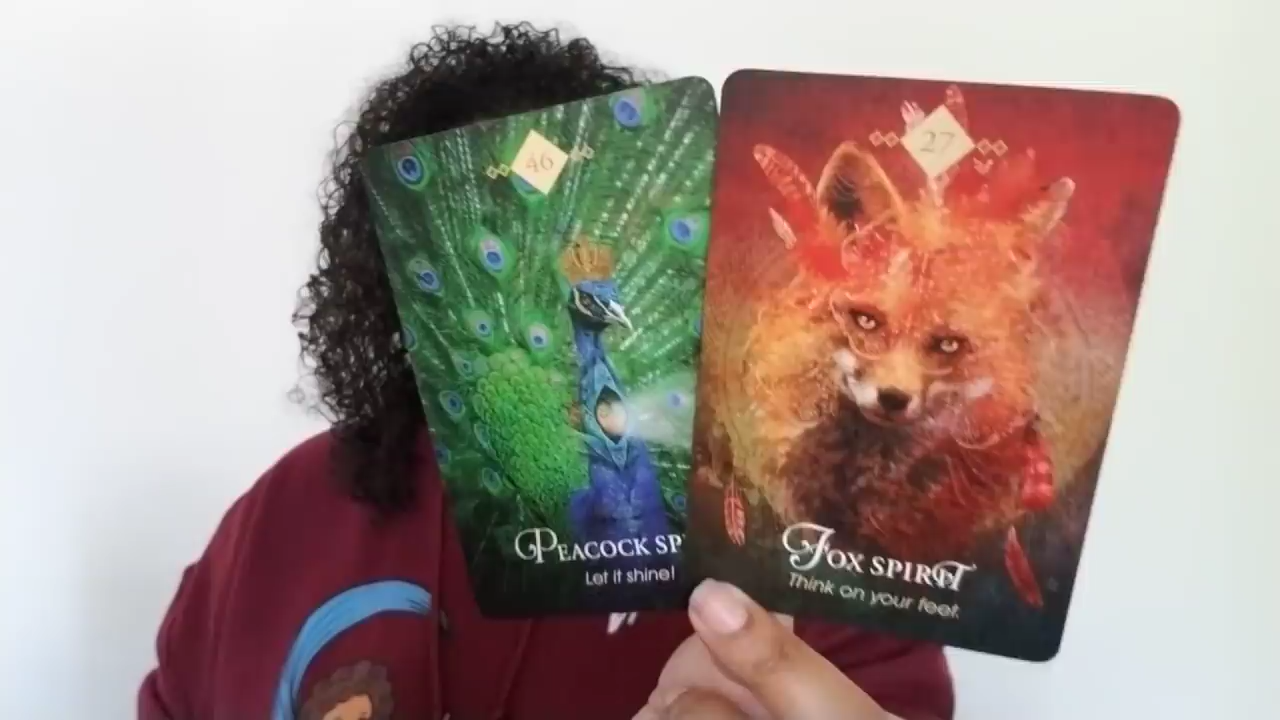 46
PEACOCK SP
Let it shine!
27
FOX SPIRIT
Think on your feet.